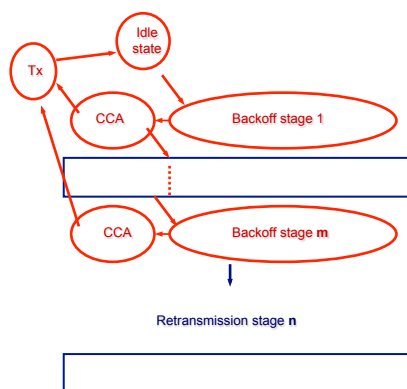 Idle
state
Tx
CCA
Backoff stage 1
CCA
Backoff stage m
Retransmission stage n